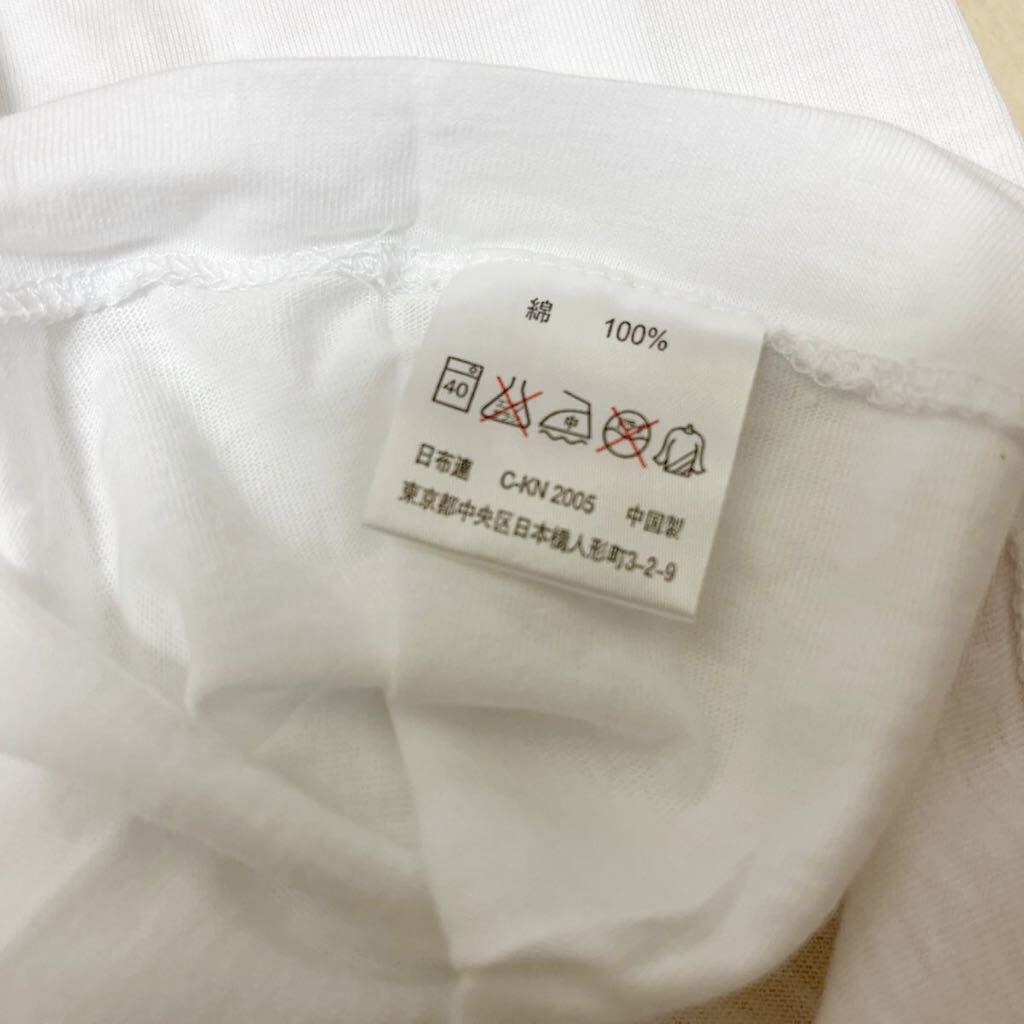 綿 100%
40 中
日布連 C-KN 2005 中国製
東京都中央区日本橋人形町3-2-9